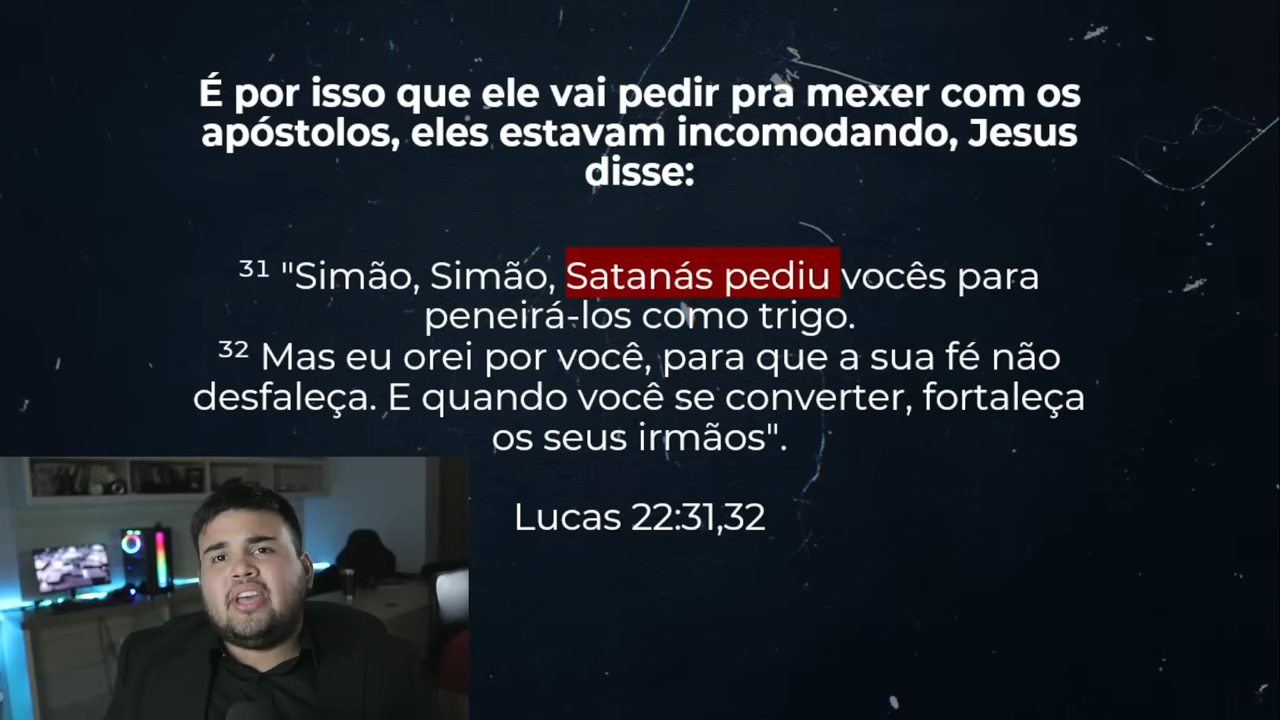 É por isso que ele vai pedir pra mexer com os
apóstolos, eles estavam incomodando, Jesus
disse:
³¹ "Simão, Simão, Satanás pediu vocês para
peneirá-los como trigo.
³² Mas eu orei por você, para que a sua fé não
desfaleça. E quando você se converter, fortaleça
os seus irmãos".
Lucas 22:31,32